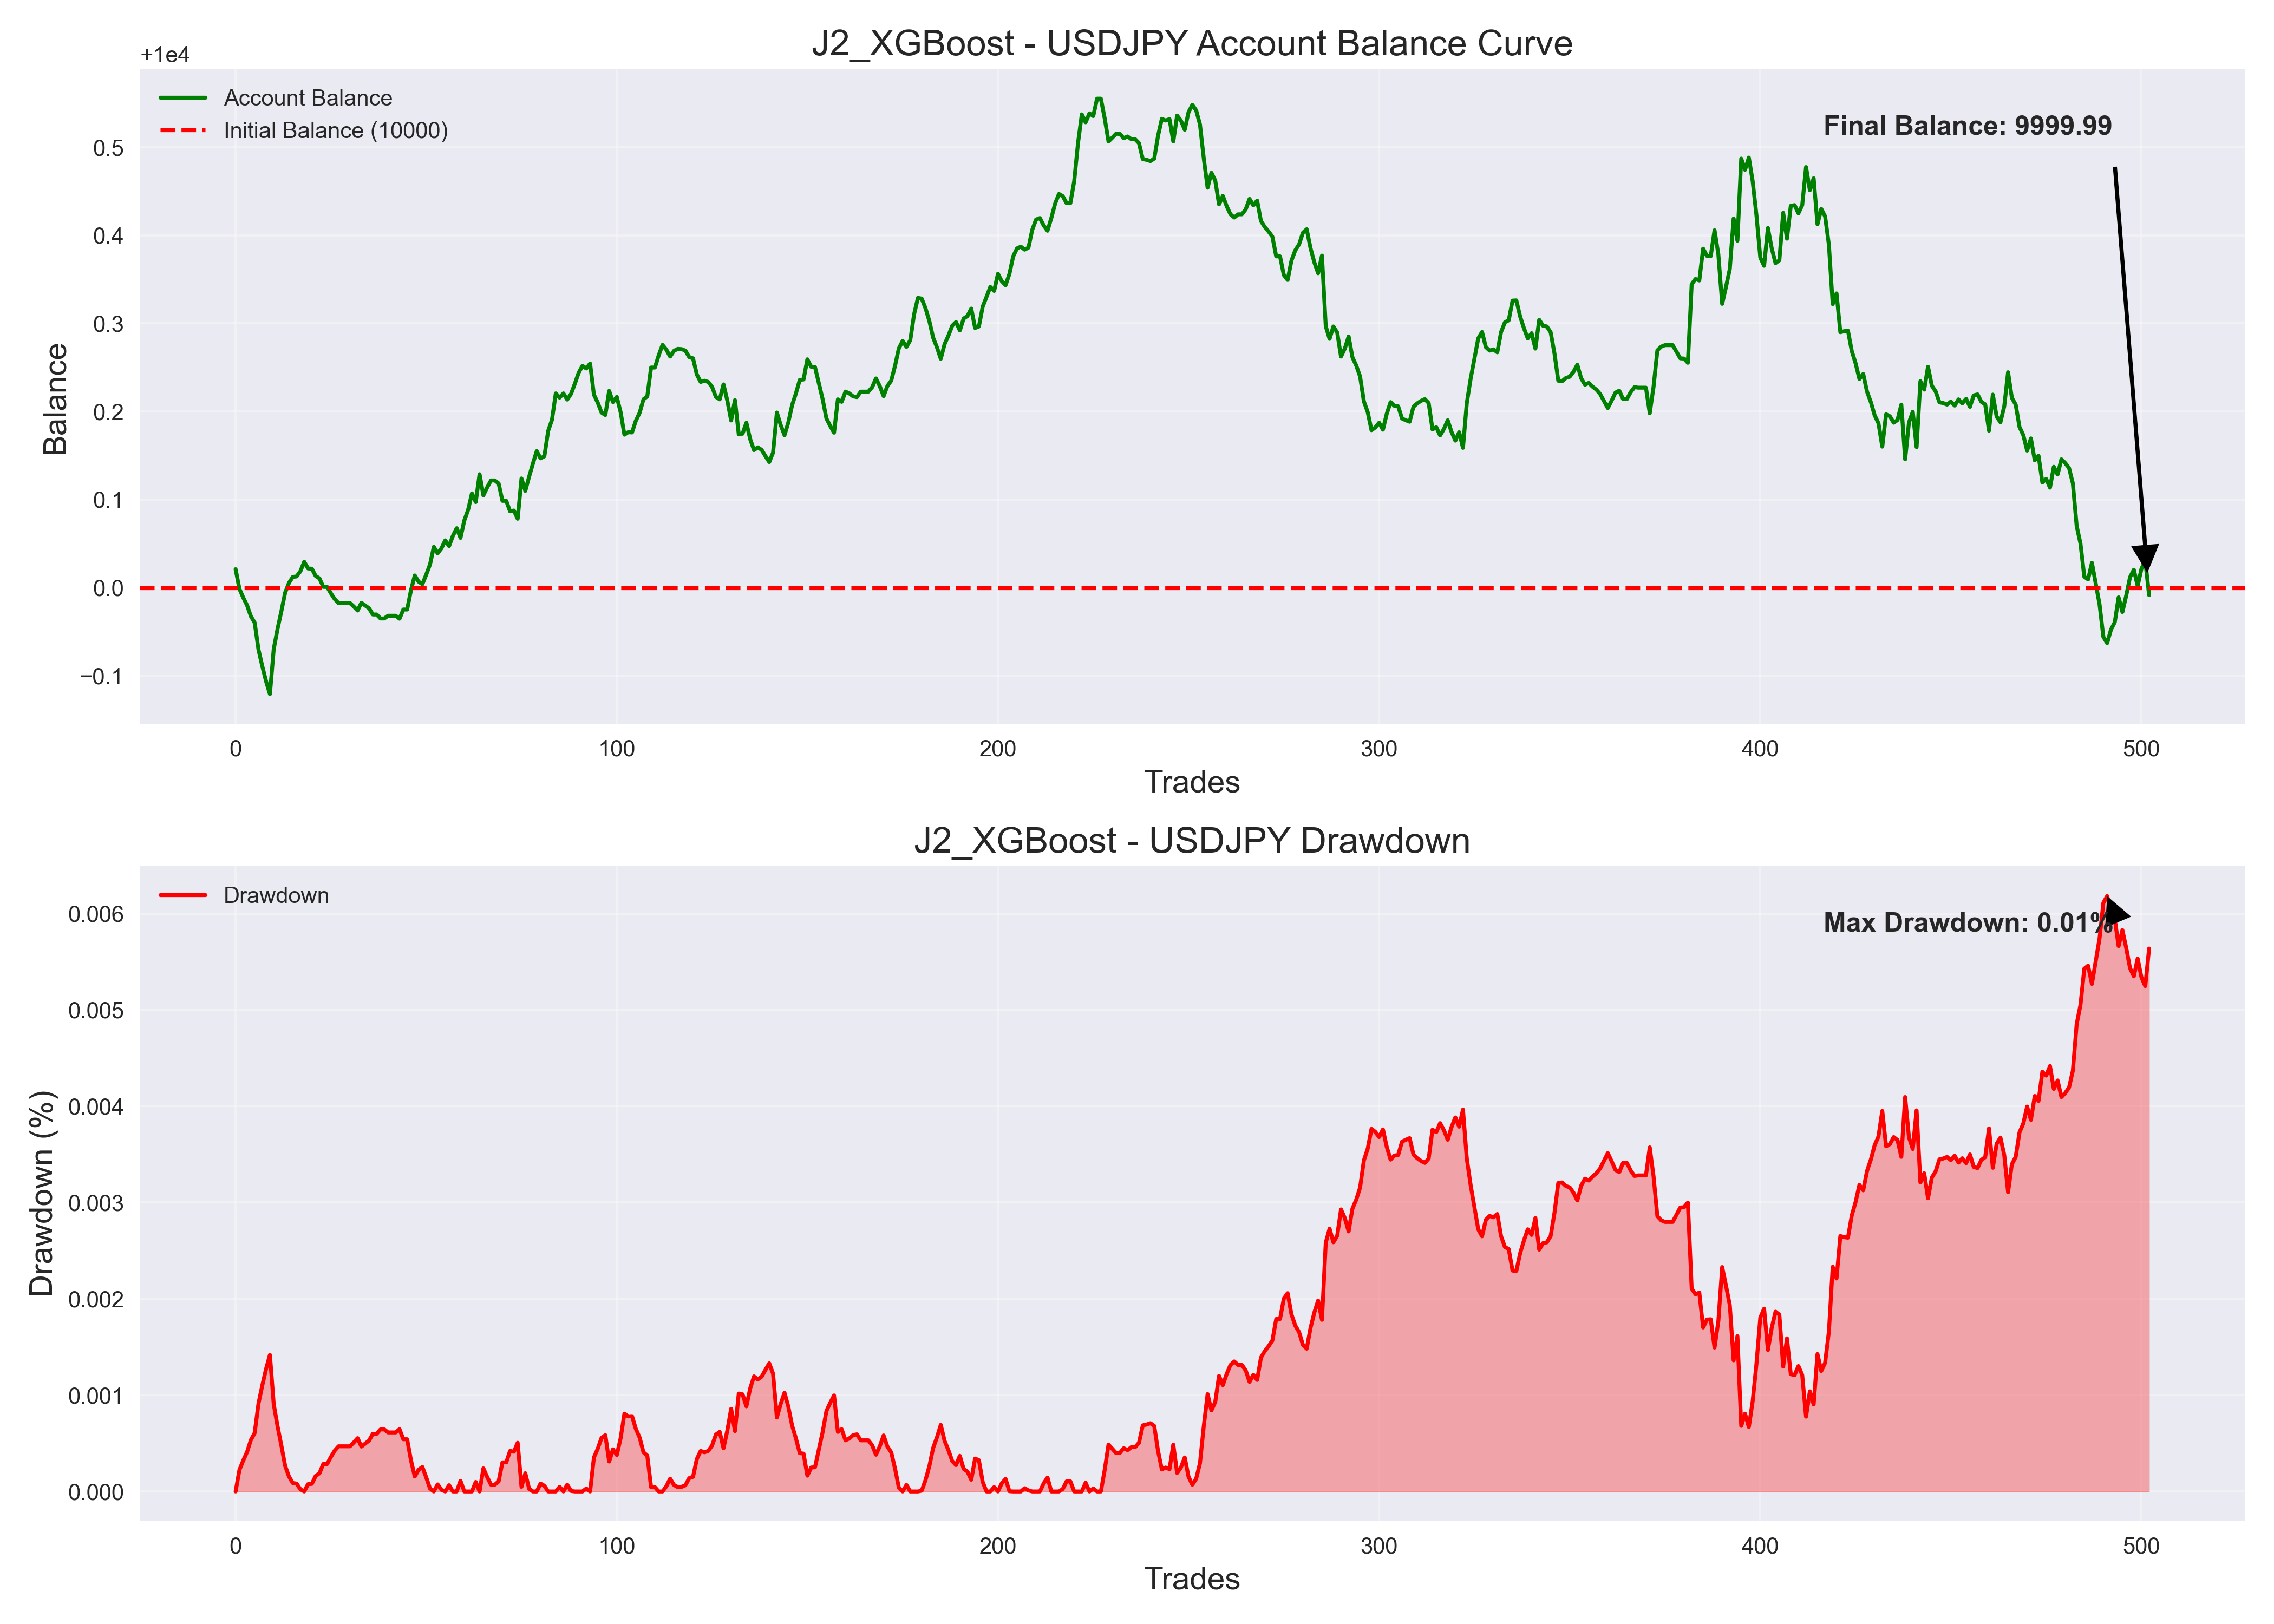 J2_XGBoost - USDJPY Account Balance Curve
+1e4
Account Balance
Initial Balance (10000)
Final Balance: 9999.99
0.5
0.4
0.3
0.2
0.1
0.0
−0.1
Balance
0
100
200
300
400
500
Trades
J2_XGBoost - USDJPY Drawdown
Drawdown
Max Drawdown: 0.01%
0.006
0.005
0.004
0.003
0.002
0.001
0.000
Drawdown (%)
0
100
200
300
400
500
Trades